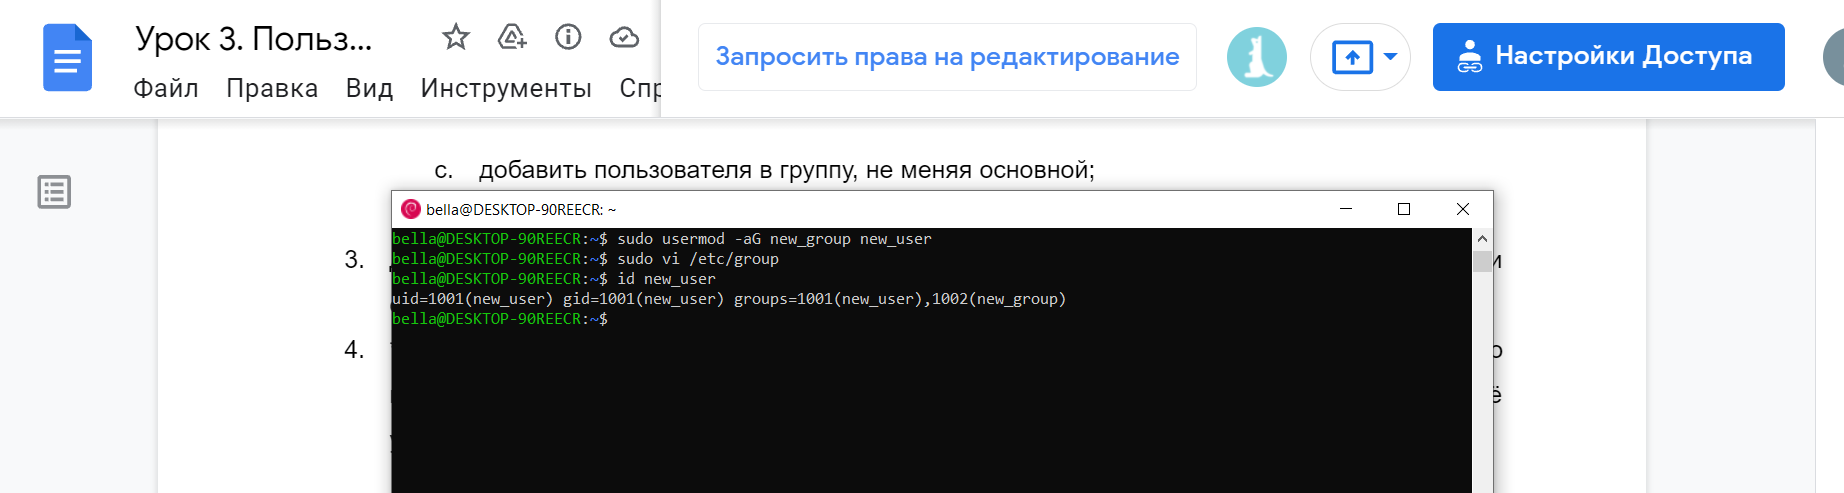 Урок 3. Польз...
Файл Правка Вид Инструменты Спр
Запросить права на редактирование
Настройки Доступа
c. добавить пользователя в группу, не меняя основной;
bella@DESKTOP-90REECR: ~
bella@DESKTOP-90REECR:~$ sudo usermod -aG new_group new_user
bella@DESKTOP-90REECR:~$ sudo vi /etc/group
bella@DESKTOP-90REECR:~$ id new_user
uid=1001(new_user) gid=1001(new_user) groups=1001(new_user),1002(new_group)
bella@DESKTOP-90REECR:~$
3.
4.